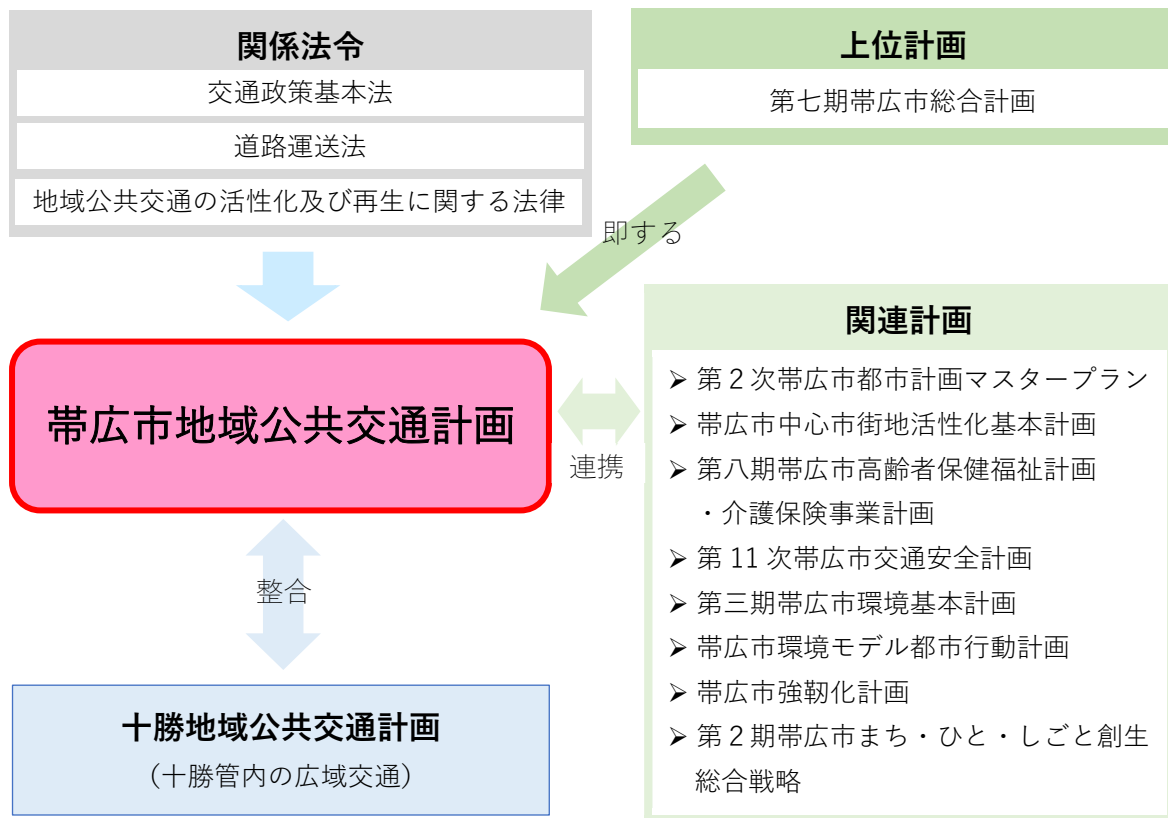 関係法令
交通政策基本法
道路運送法
地域公共交通の活性化及び再生に関する法律
上位計画
第七期帯広市総合計画
即する
帯広市地域公共交通計画
連携
関連計画
➢ 第２次帯広市都市計画マスタープラン
➢ 帯広市中心市街地活性化基本計画
➢ 第八期帯広市高齢者保健福祉計画
・介護保険事業計画
➢ 第 11 次帯広市交通安全計画
➢ 第三期帯広市環境基本計画
➢ 帯広市環境モデル都市行動計画
➢ 帯広市強靭化計画
➢ 第２期帯広市まち・ひと・しごと創生
総合戦略
整合
十勝地域公共交通計画
（十勝管内の広域交通）